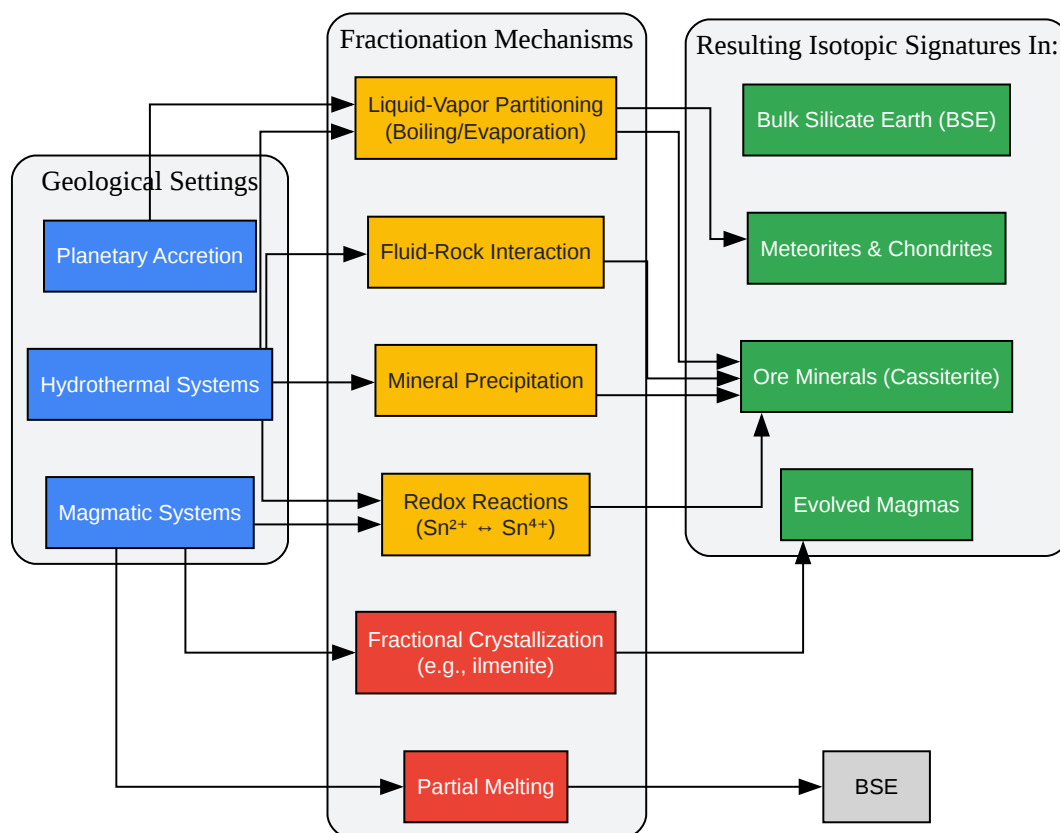 Geological Settings
Planetary Accretion
Hydrothermal Systems
Magmatic Systems
Fractionation Mechanisms
Liquid-Vapor Partitioning
(Boiling/Evaporation)
Fluid-Rock Interaction
Mineral Precipitation
Redox Reactions
(Sn²⁺ ↔ Sn⁴⁺)
Fractional Crystallization
(e.g., ilmenite)
Partial Melting
Resulting Isotopic Signatures In:
Bulk Silicate Earth (BSE)
Meteorites & Chondrites
Ore Minerals (Cassiterite)
Evolved Magmas
BSE